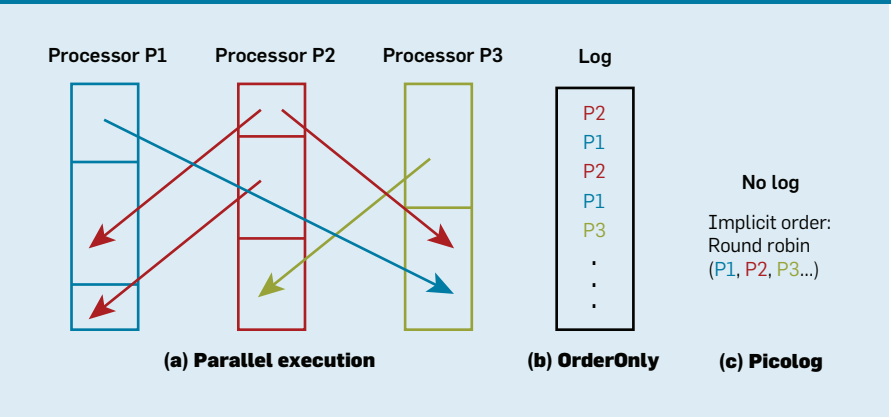 Processor P1
Processor P2
Processor P3
Log
P2
P1
P2
P1
P3
.
.
.
No log
Implicit order:
Round robin
(P1, P2, P3...)
(a) Parallel execution
(b) OrderOnly
(c) Picolog